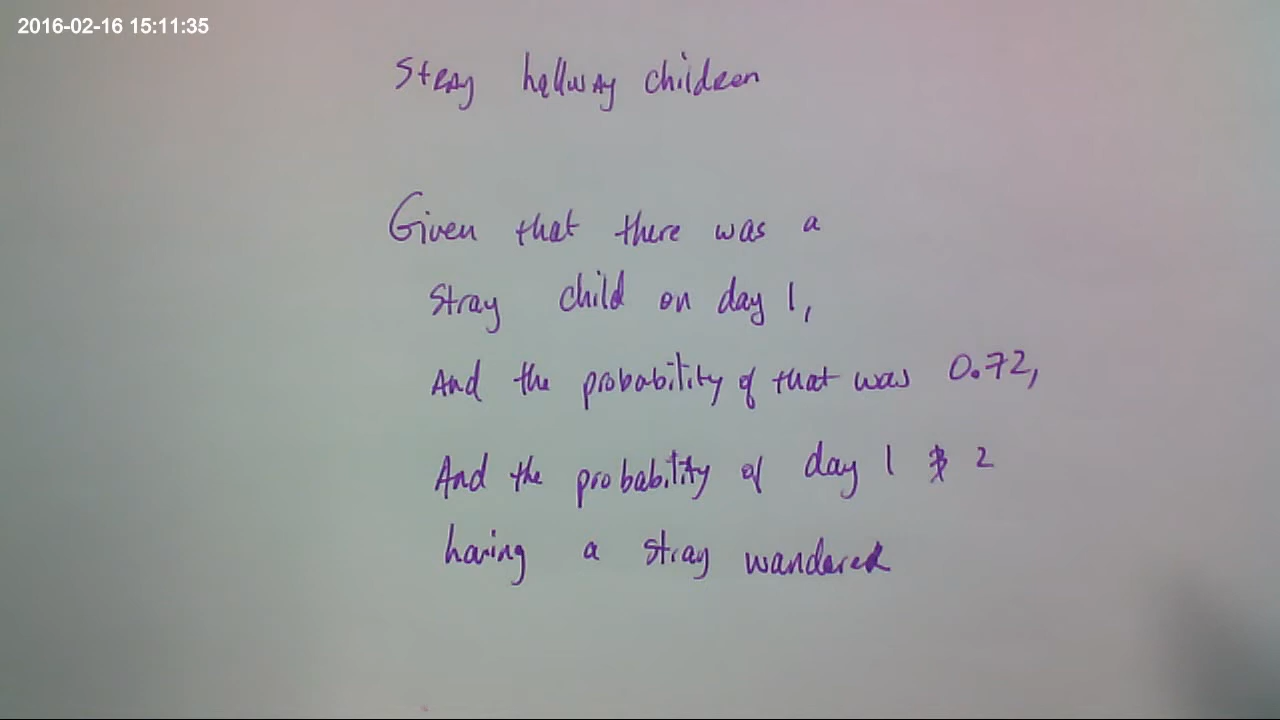 2016-02-16 15:11:35
Stray hallway children
Given that there was a
stray child on day 1,
And the probability of that was 0.72,
And the probability of day 1 & 2
having a stray wanderer